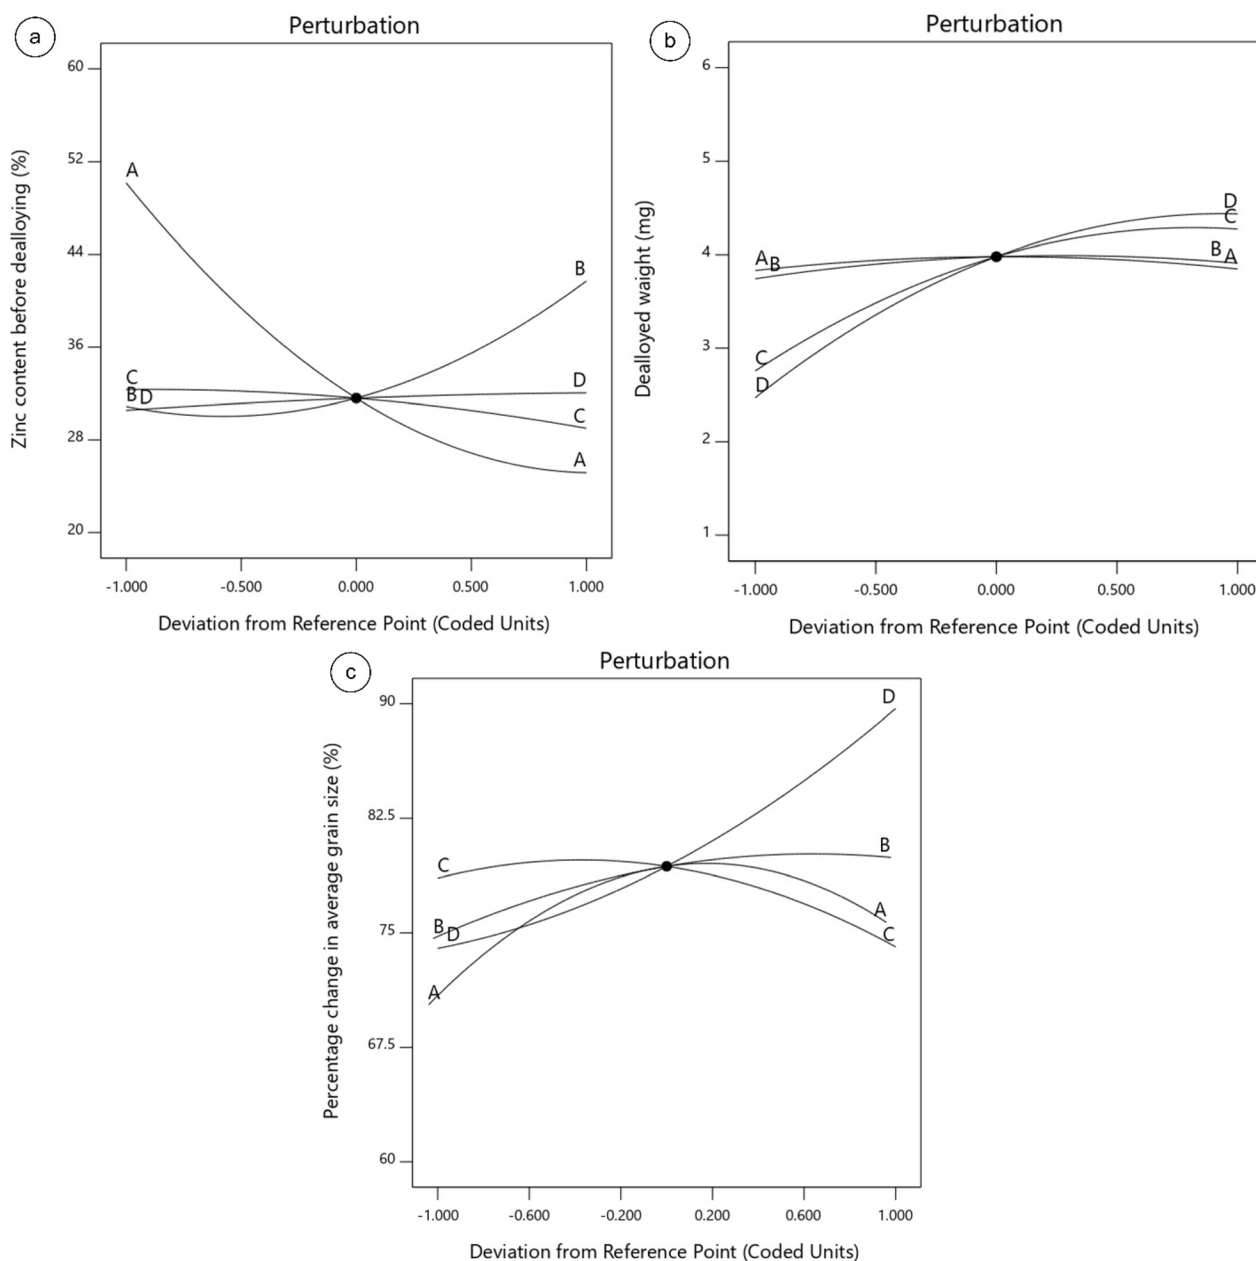 a
Perturbation
Zinc content before dealloying (%)
60
52
44
36
28
20
A
B
C
B D
D
C
A
-1.000 -0.500 0.000 0.500 1.000
Deviation from Reference Point (Coded Units)
b
Perturbation
Dealloyed waight (mg)
6
5
4
3
2
1
D
C
A B
B A
C
D
-1.000 -0.500 0.000 0.500 1.000
Deviation from Reference Point (Coded Units)
c
Perturbation
Percentage change in average grain size (%)
90
82.5
75
67.5
60
D
B
C
A
B D
C
A
-1.000 -0.600 -0.200 0.200 0.600 1.000
Deviation from Reference Point (Coded Units)